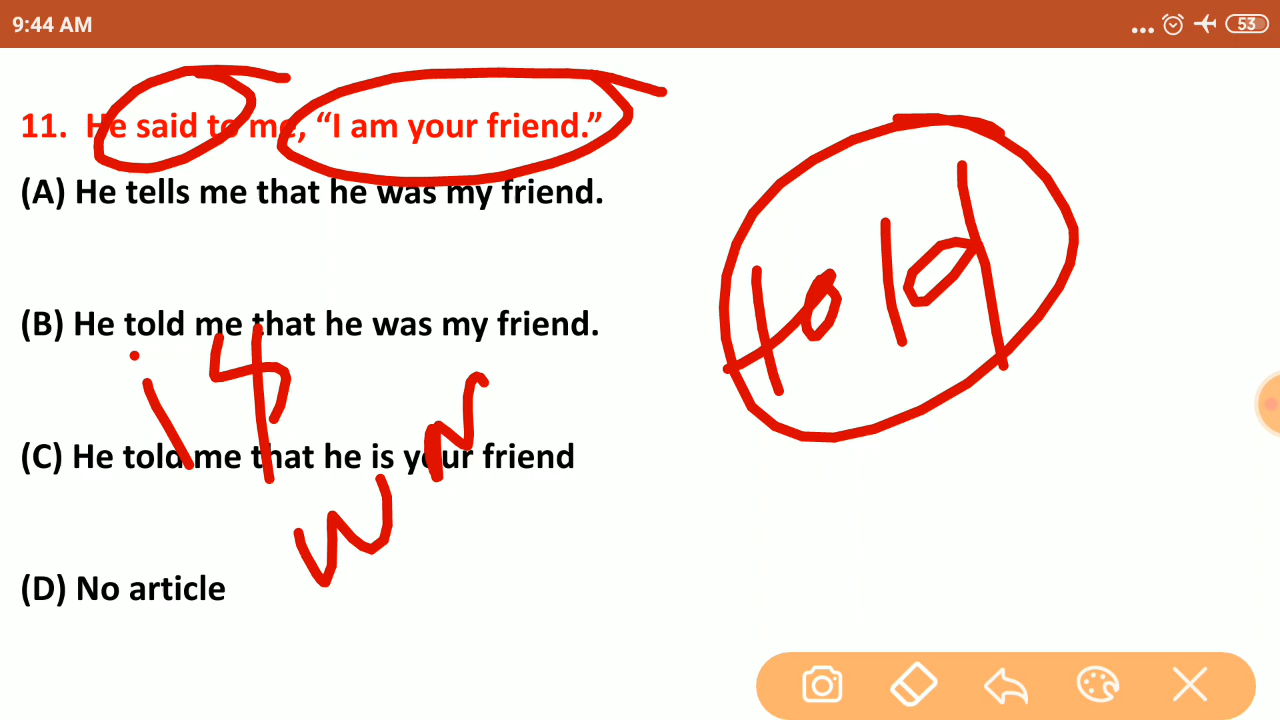 9:44 AM
53
11. He said to me, “I am your friend.”
(A) He tells me that he was my friend.
told
(B) He told me that he was my friend.
(C) He told me that he is your friend
(D) No article